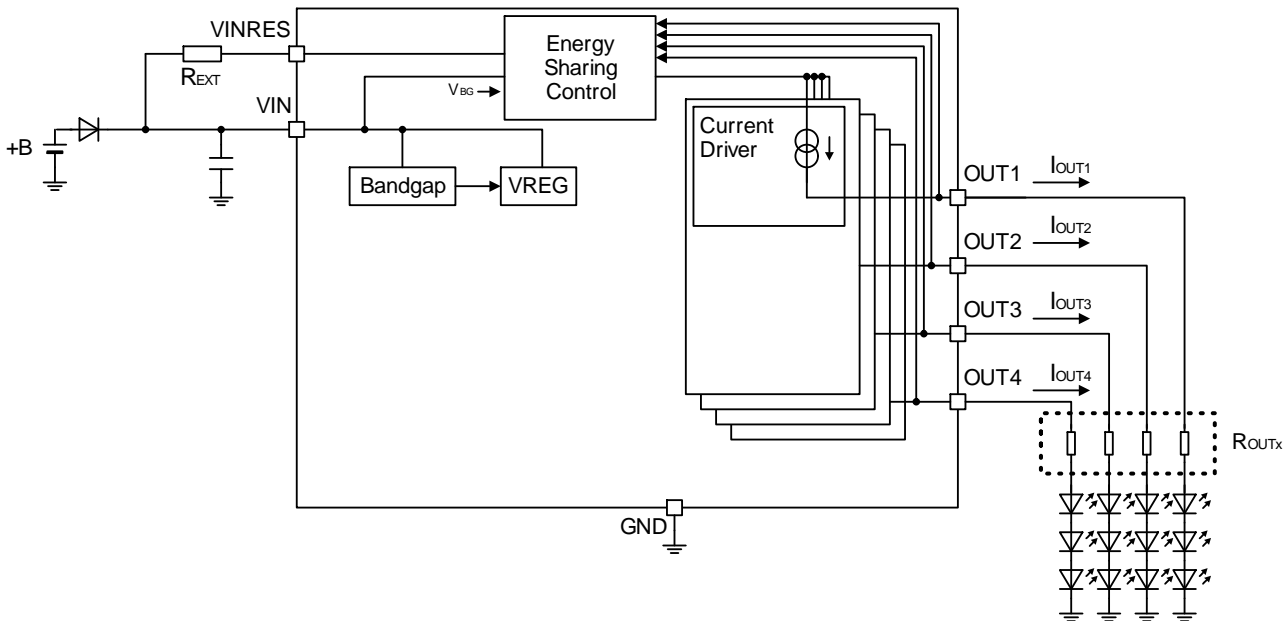 VINRES
REXT
VIN
+B
Energy
Sharing
Control
VBG
Bandgap
VREG
Current
Driver
OUT1
IOUT1
OUT2
IOUT2
OUT3
IOUT3
OUT4
IOUT4
ROUTx
GND